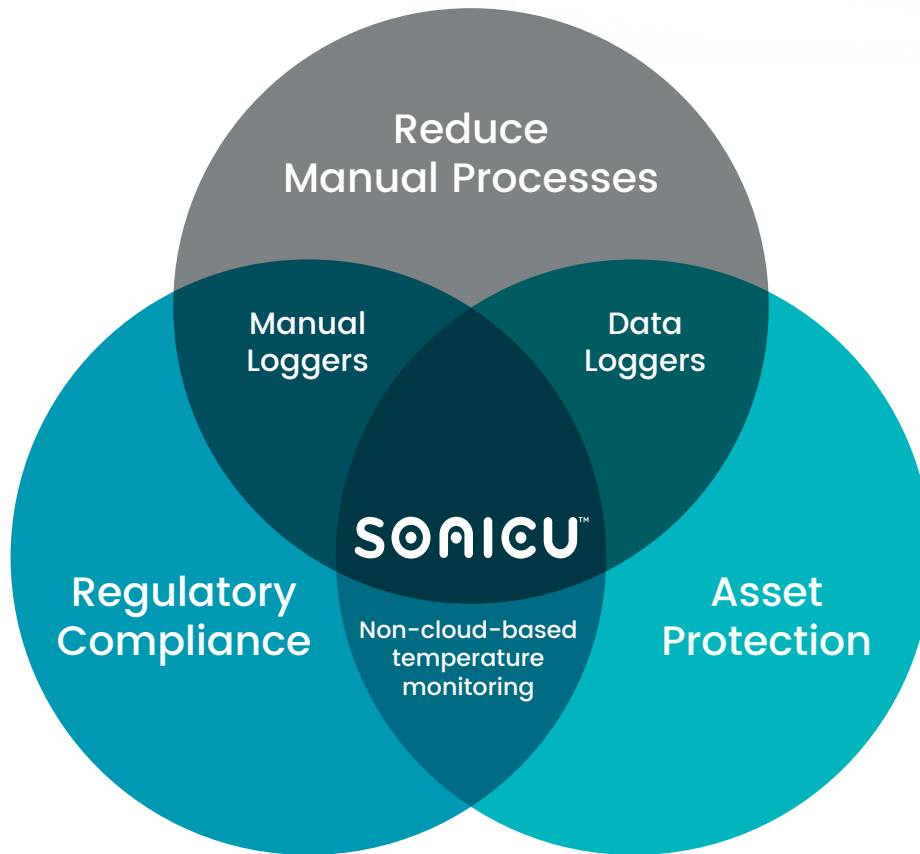 Reduce
Manual Processes
Manual
Loggers
Data
Loggers
SONICU™
Regulatory
Compliance
Asset
Protection
Non-cloud-based
temperature
monitoring